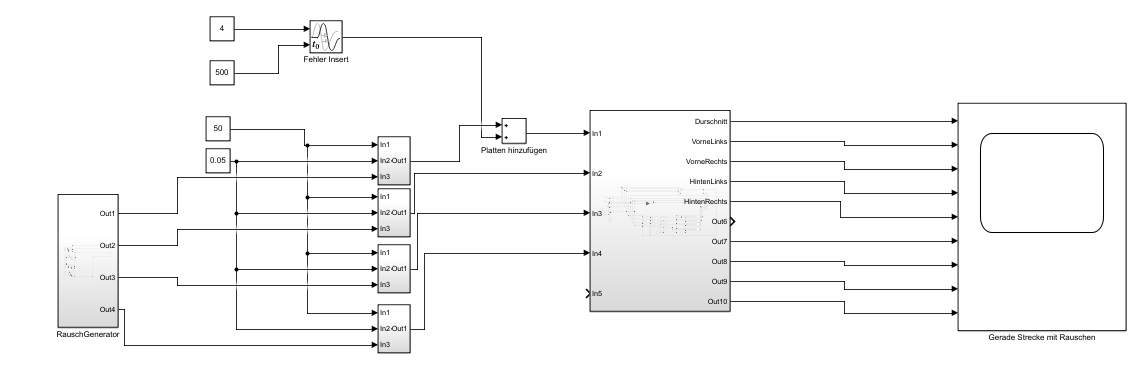 4
t₀
Fehler Insert
500
50
0.05
In1
In2 Out1
In3
In1
In2 Out1
In3
In1
In2 Out1
In3
In1
In2 Out1
In3
Out1
Out2
Out3
Out4
RauschGenerator
+
+
Platten hinzufügen
In1
In2
In3
In4
In5
Durschnitt
VorneLinks
VorneRechts
HintenLinks
HintenRechts
Out6
Out7
Out8
Out9
Out10
Gerade Strecke mit Rauschen